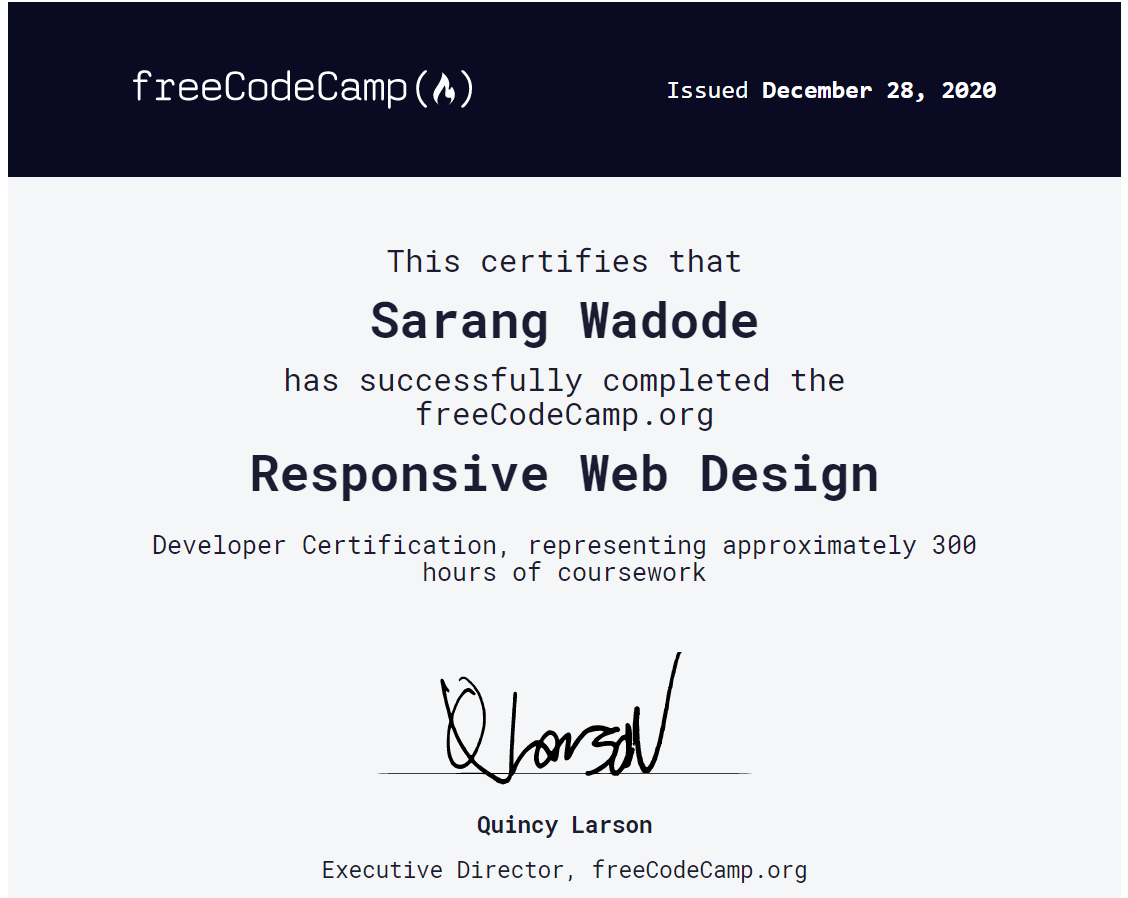 freeCodeCamp(🔥)
Issued December 28, 2020
This certifies that
Sarang Wadode
has successfully completed the
freeCodeCamp.org
Responsive Web Design
Developer Certification, representing approximately 300
hours of coursework
Q Larson
Quincy Larson
Executive Director, freeCodeCamp.org